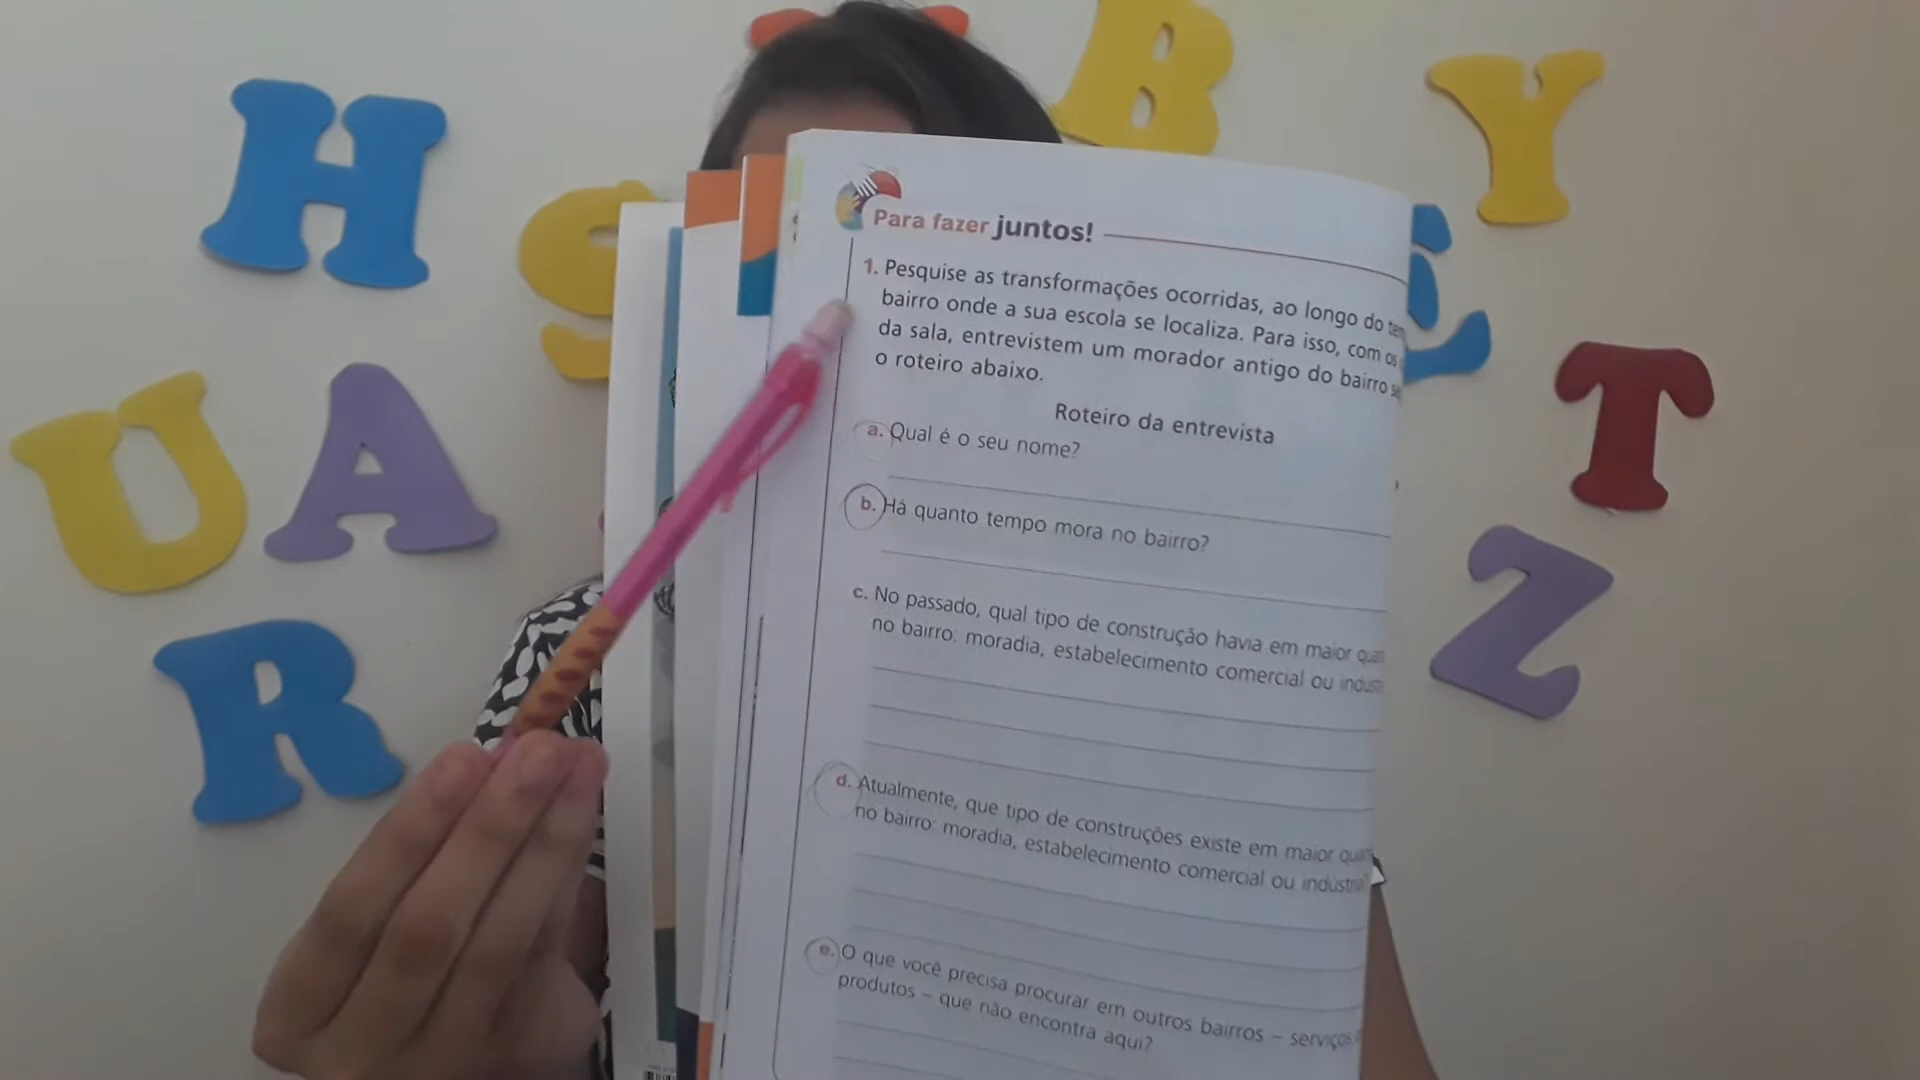 H
B
Y
S
Ç
U
A
T
R
Z
Para fazer juntos!
1. Pesquise as transformações ocorridas, ao longo do
bairro onde a sua escola se localiza. Para isso, com os
da sala, entrevistem um morador antigo do bairro
o roteiro abaixo.
Roteiro da entrevista
a. Qual é o seu nome?
b. Há quanto tempo mora no bairro?
c. No passado, qual tipo de construção havia em maior
no bairro: moradia, estabelecimento comercial ou
d. Atualmente, que tipo de construções existe em maior
no bairro: moradia, estabelecimento comercial ou indústria
e. O que você precisa procurar em outros bairros – serviços
produtos – que não encontra aqui?